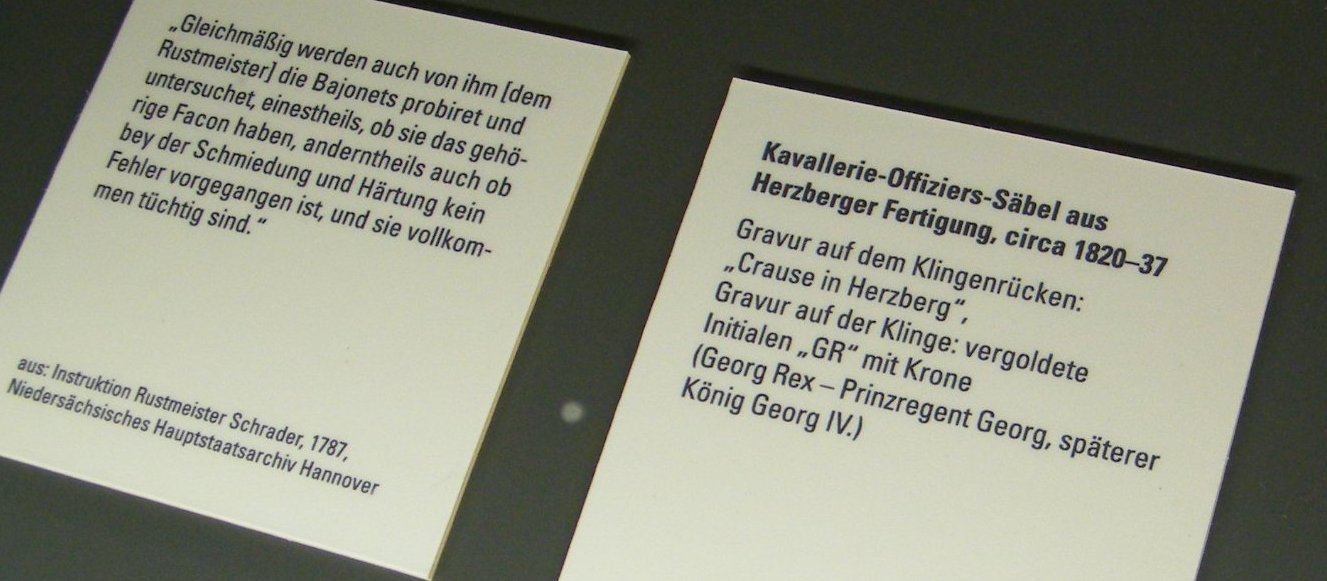 „Gleichmäßig werden auch von ihm [dem
Rustmeister] die Bajonets probiret und
untersuchet, einestheils, ob sie das gehö-
rige Facon haben, anderntheils auch ob
bey der Schmiedung und Härtung kein
Fehler vorgegangen ist, und sie vollkom-
men tüchtig sind.“
aus: Instruktion Rustmeister Schrader, 1787,
Niedersächsisches Hauptstaatsarchiv Hannover
Kavallerie-Offiziers-Säbel aus
Herzberger Fertigung, circa 1820–37
Gravur auf dem Klingenrücken:
„Crause in Herzberg“,
Gravur auf der Klinge: vergoldete
Initialen „GR“ mit Krone
(Georg Rex – Prinzregent Georg, späterer
König Georg IV.)